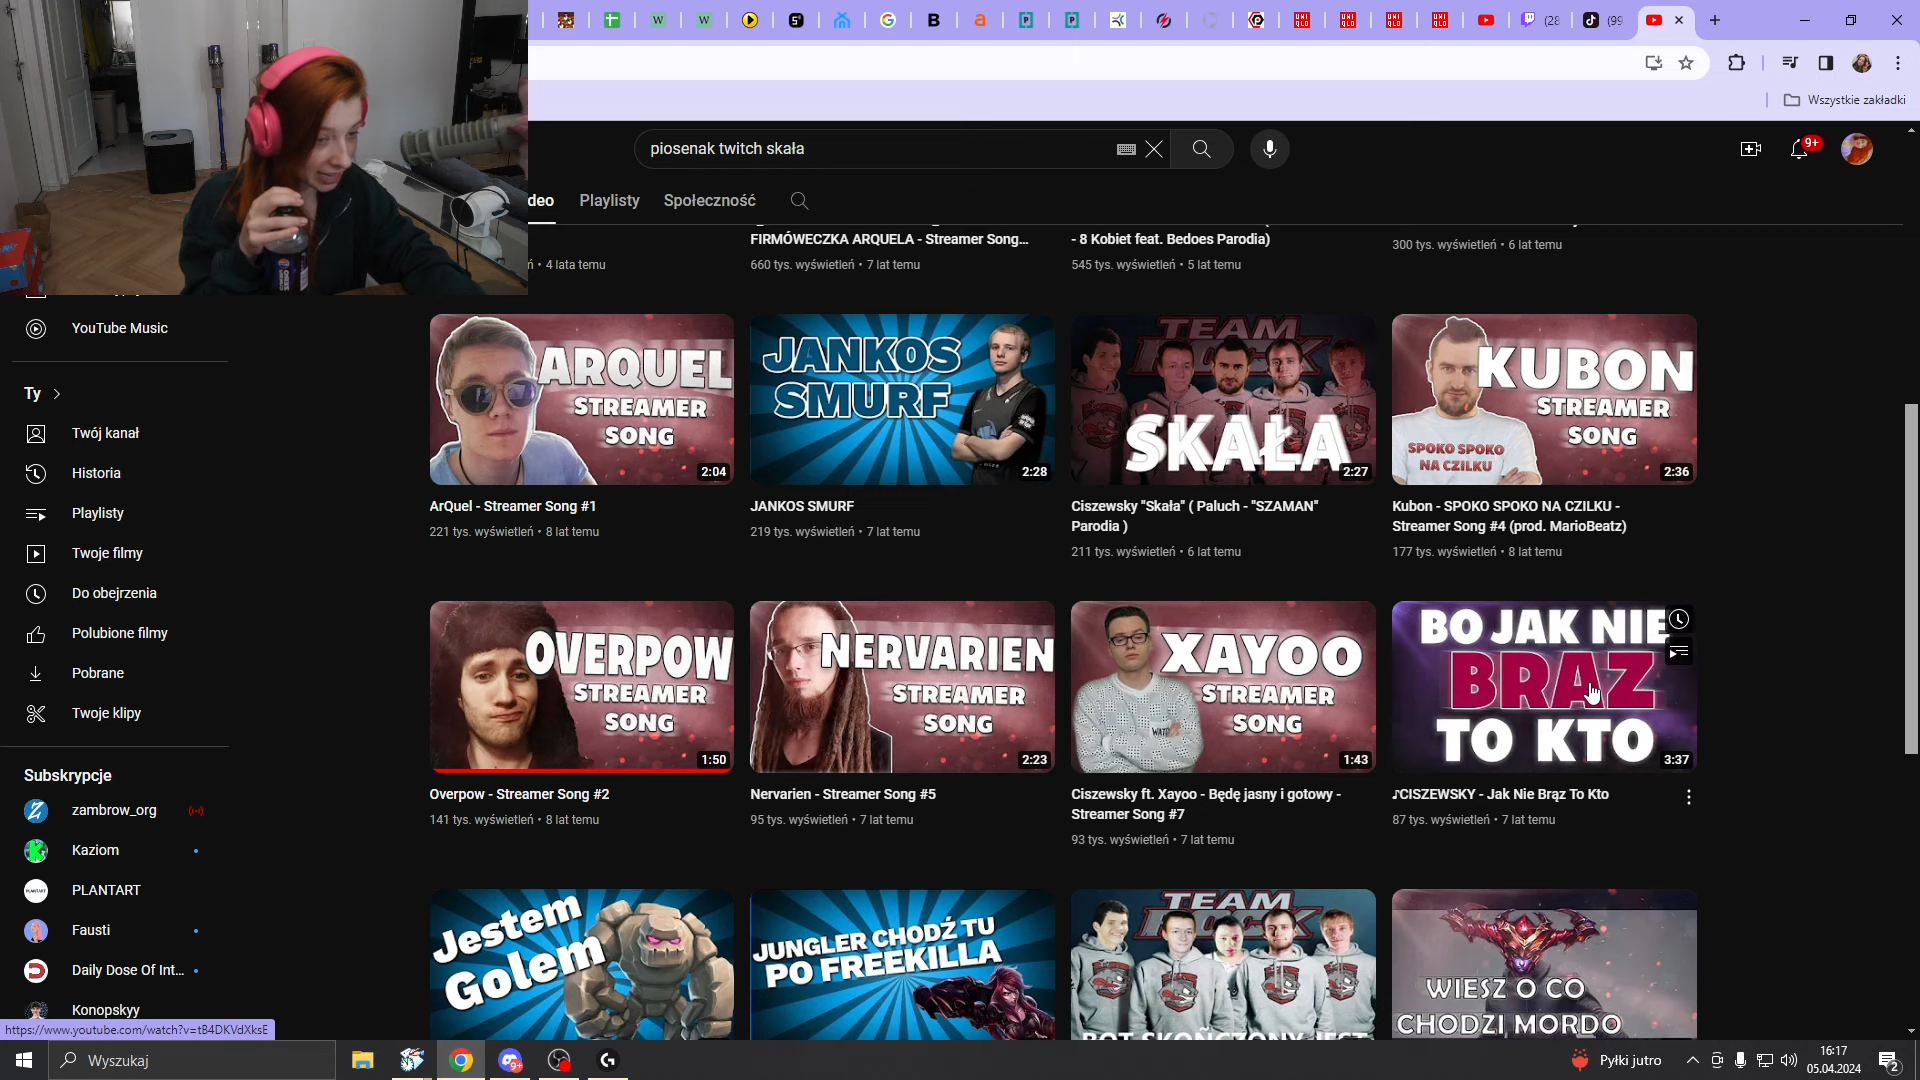 (28
(99
Wszystkie zakładki
piosenak twitch skała
9+
deo
Playlisty
Społeczność
FIRMÓWECZKA ARQUELA - Streamer Song...
- 8 Kobiet feat. Bedoes Parodia)
300 tys. wyświetleń • 6 lat temu
• 4 lata temu
660 tys. wyświetleń • 7 lat temu
545 tys. wyświetleń • 5 lat temu
YouTube Music
Ty
Twój kanał
Historia
Playlisty
Twoje filmy
Do obejrzenia
Polubione filmy
Pobrane
Twoje klipy
Subskrypcje
zambrow_org
Kaziom
PLANTART
Fausti
Daily Dose Of Int...
Konopskyy
ARQUEL
STREAMER
SONG
2:04
JANKOS
SMURF
2:28
TEAM
ROCK
SKAŁA
2:27
KUBON
STREAMER
SONG
SPOKO SPOKO
NA CZILKU
2:36
ArQuel - Streamer Song #1
221 tys. wyświetleń • 8 lat temu
JANKOS SMURF
219 tys. wyświetleń • 7 lat temu
Ciszewsky "Skała" ( Paluch - "SZAMAN"
Parodia )
211 tys. wyświetleń • 6 lat temu
Kubon - SPOKO SPOKO NA CZILKU -
Streamer Song #4 (prod. MarioBeatz)
177 tys. wyświetleń • 8 lat temu
OVERPOW
STREAMER
SONG
1:50
NERVARIEN
STREAMER
SONG
2:23
XAYOO
STREAMER
SONG
1:43
BO JAK NIE
BRAZ
TO KTO
3:37
Overpow - Streamer Song #2
141 tys. wyświetleń • 8 lat temu
Nervarien - Streamer Song #5
95 tys. wyświetleń • 7 lat temu
Ciszewsky ft. Xayoo - Będę jasny i gotowy -
Streamer Song #7
93 tys. wyświetleń • 7 lat temu
♪CISZEWSKY - Jak Nie Brąz To Kto
87 tys. wyświetleń • 7 lat temu
Jestem
Golem
JUNGLER CHODŹ TU
PO FREEKILLA
TEAM
ROCK
BOT SKOŃCZONY JEST
WIESZ O CO
CHODZI MORDO
https://www.youtube.com/watch?v=tB4DKVdXksE
Wyszukaj
9+
Pyłki jutro
16:17
05.04.2024
2